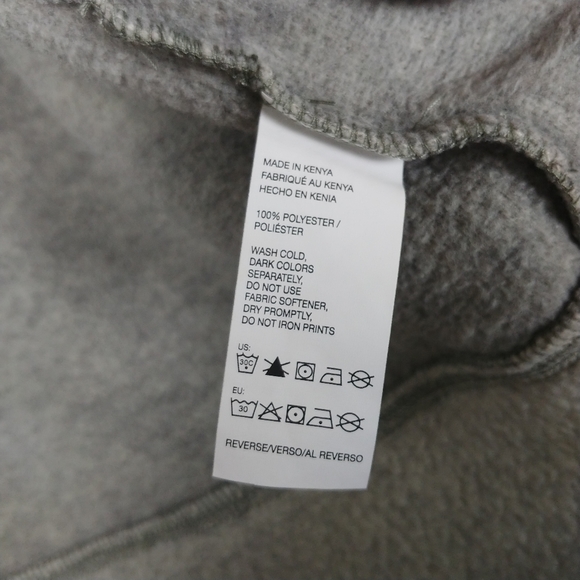 MADE IN KENYA
FABRIQUÉ AU KENYA
HECHO EN KENIA
100% POLYESTER /
POLIÉSTER
WASH COLD,
DARK COLORS
SEPARATELY,
DO NOT USE
FABRIC SOFTENER,
DRY PROMPTLY,
DO NOT IRON PRINTS
US:
30C
EU:
30
REVERSE/VERSO/AL REVERSO